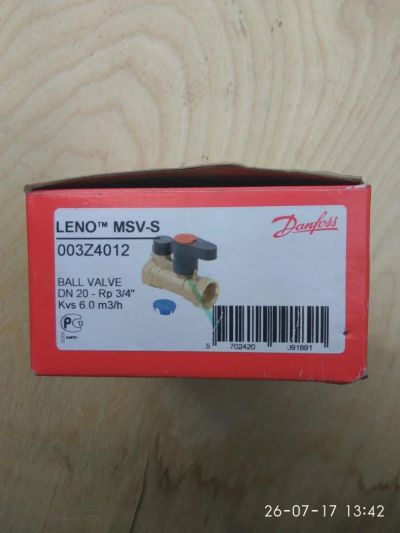 LENO™ MSV-S
Danfoss
003Z4012
BALL VALVE
DN 20 - Rp 3/4"
Kvs 6.0 m3/h
5 702420 091891
26-07-17 13:42